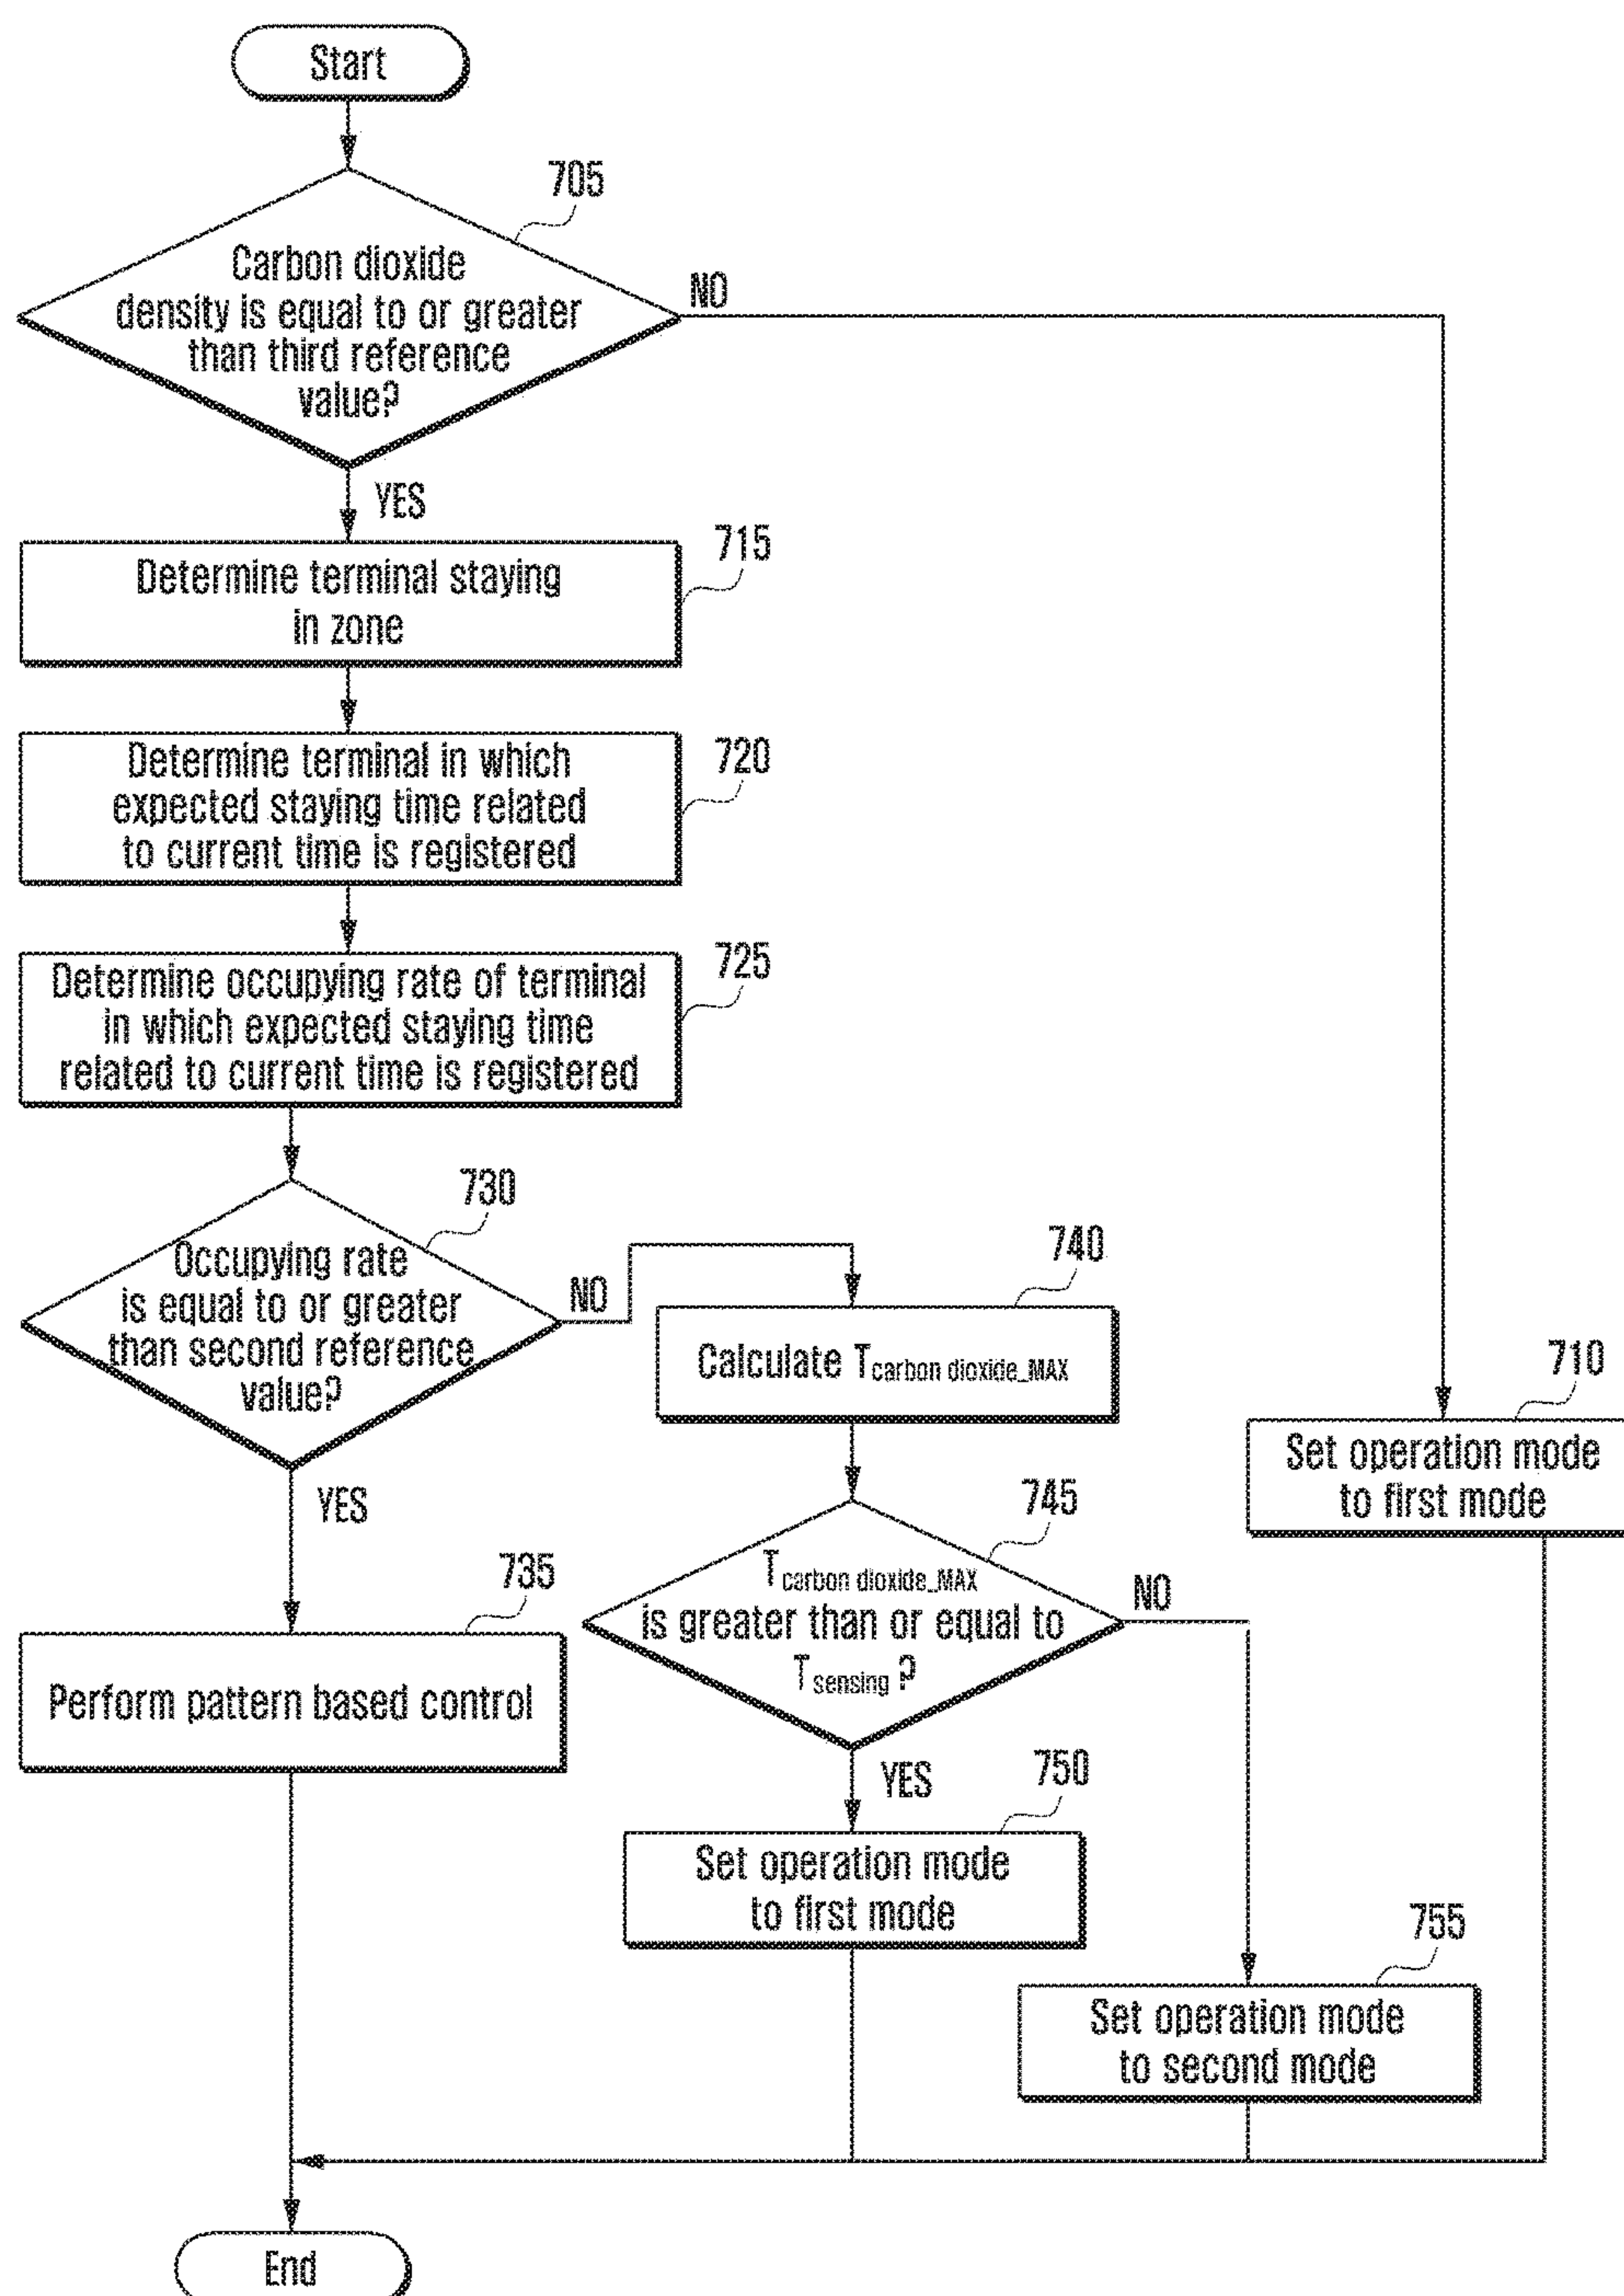 Start
705
Carbon dioxide
density is equal to or greater
than third reference
value?
NO
YES
715
Determine terminal staying
in zone
720
Determine terminal in which
expected staying time related
to current time is registered
725
Determine occupying rate of terminal
in which expected staying time
related to current time is registered
730
Occupying rate
is equal to or greater
than second reference
value?
NO
YES
740
Calculate Tcarbon dioxide_MAX
710
Set operation mode
to first mode
745
Tcarbon dioxide_MAX
is greater than or equal to
Tsensing ?
NO
YES
735
Perform pattern based control
750
Set operation mode
to first mode
755
Set operation mode
to second mode
End